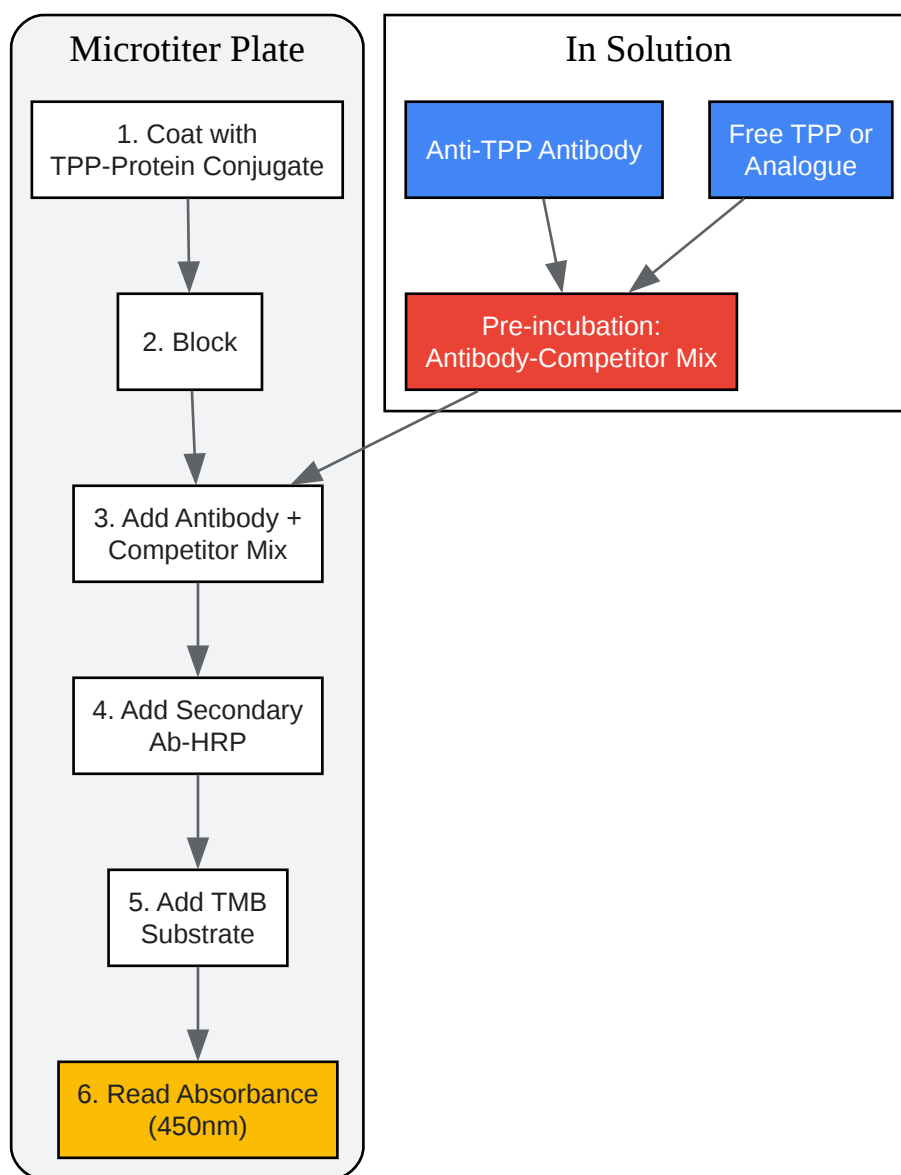 Microtiter Plate
1. Coat with
TPP-Protein Conjugate
2. Block
3. Add Antibody +
Competitor Mix
4. Add Secondary
Ab-HRP
5. Add TMB
Substrate
6. Read Absorbance
(450nm)
In Solution
Anti-TPP Antibody
Free TPP or
Analogue
Pre-incubation:
Antibody-Competitor Mix